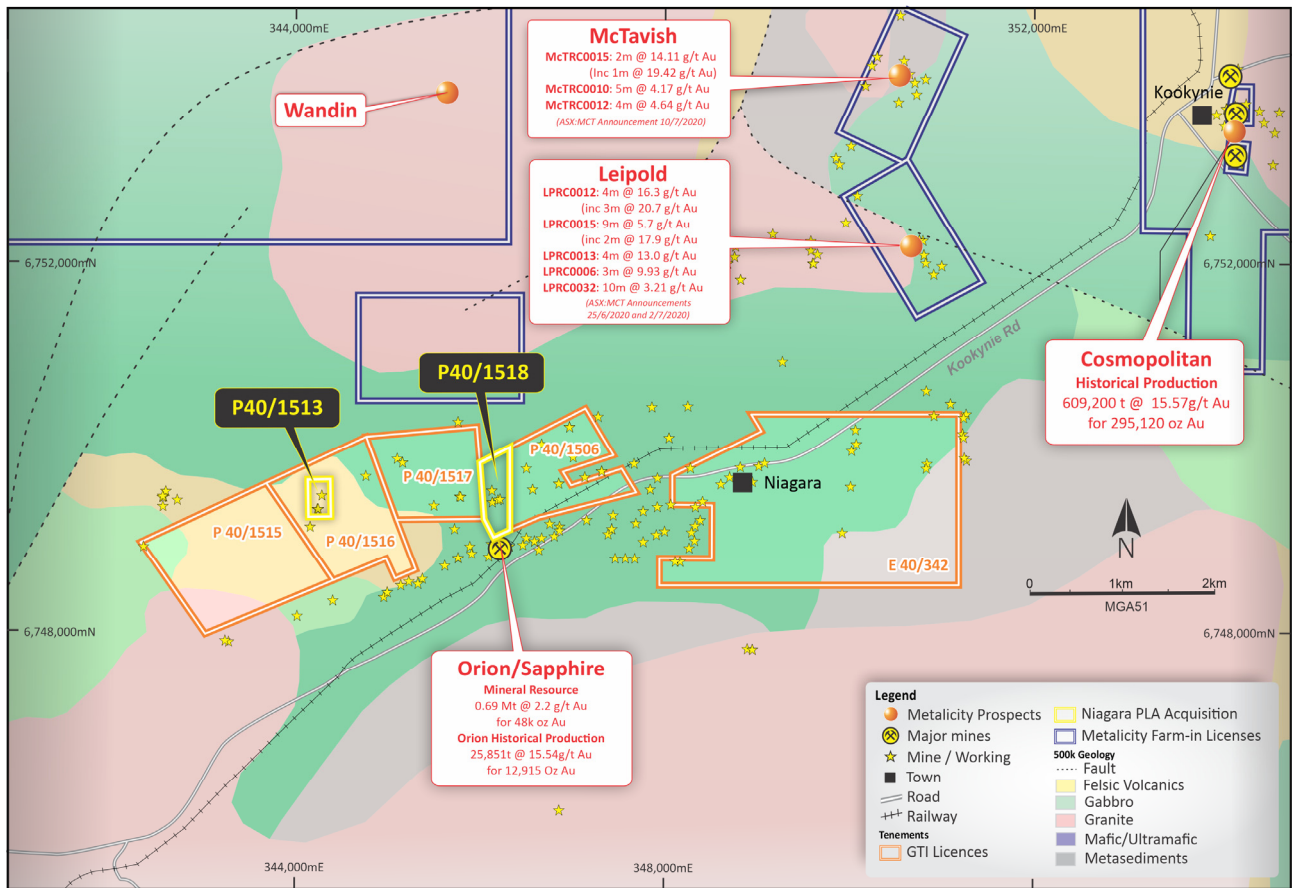 344,000mE
352,000mE
McTavish
McTRC0015: 2m @ 14.11 g/t Au
(Inc 1m @ 19.42 g/t Au)
McTRC0010: 5m @ 4.17 g/t Au
McTRC0012: 4m @ 4.64 g/t Au
(ASX:MCT Announcement 10/7/2020)
Kookynie
Wandin
Leipold
LPRC0012: 4m @ 16.3 g/t Au
(inc 3m @ 20.7 g/t Au
LPRC0015: 9m @ 5.7 g/t Au
(inc 2m @ 17.9 g/t Au
LPRC0013: 4m @ 13.0 g/t Au
LPRC0006: 3m @ 9.93 g/t Au
LPRC0032: 10m @ 3.21 g/t Au
(ASX:MCT Announcements
25/6/2020 and 2/7/2020)
6,752,000mN
6,752,000mN
Kookynie Rd
Cosmopolitan
Historical Production
609,200 t @ 15.57g/t Au
for 295,120 oz Au
P40/1518
P40/1513
P 40/1506
P 40/1517
Niagara
P 40/1515
P 40/1516
E 40/342
N
0 1km 2km
MGA51
6,748,000mN
6,748,000mN
Orion/Sapphire
Mineral Resource
0.69 Mt @ 2.2 g/t Au
for 48k oz Au
Orion Historical Production
25,851t @ 15.54g/t Au
for 12,915 Oz Au
Legend
Metalicity Prospects
Major mines
Mine / Working
Town
Road
Railway
Tenements
GTI Licences
Niagara PLA Acquisition
Metalicity Farm-in Licenses
500k Geology
Fault
Felsic Volcanics
Gabbro
Granite
Mafic/Ultramafic
Metasediments
344,000mE
348,000mE